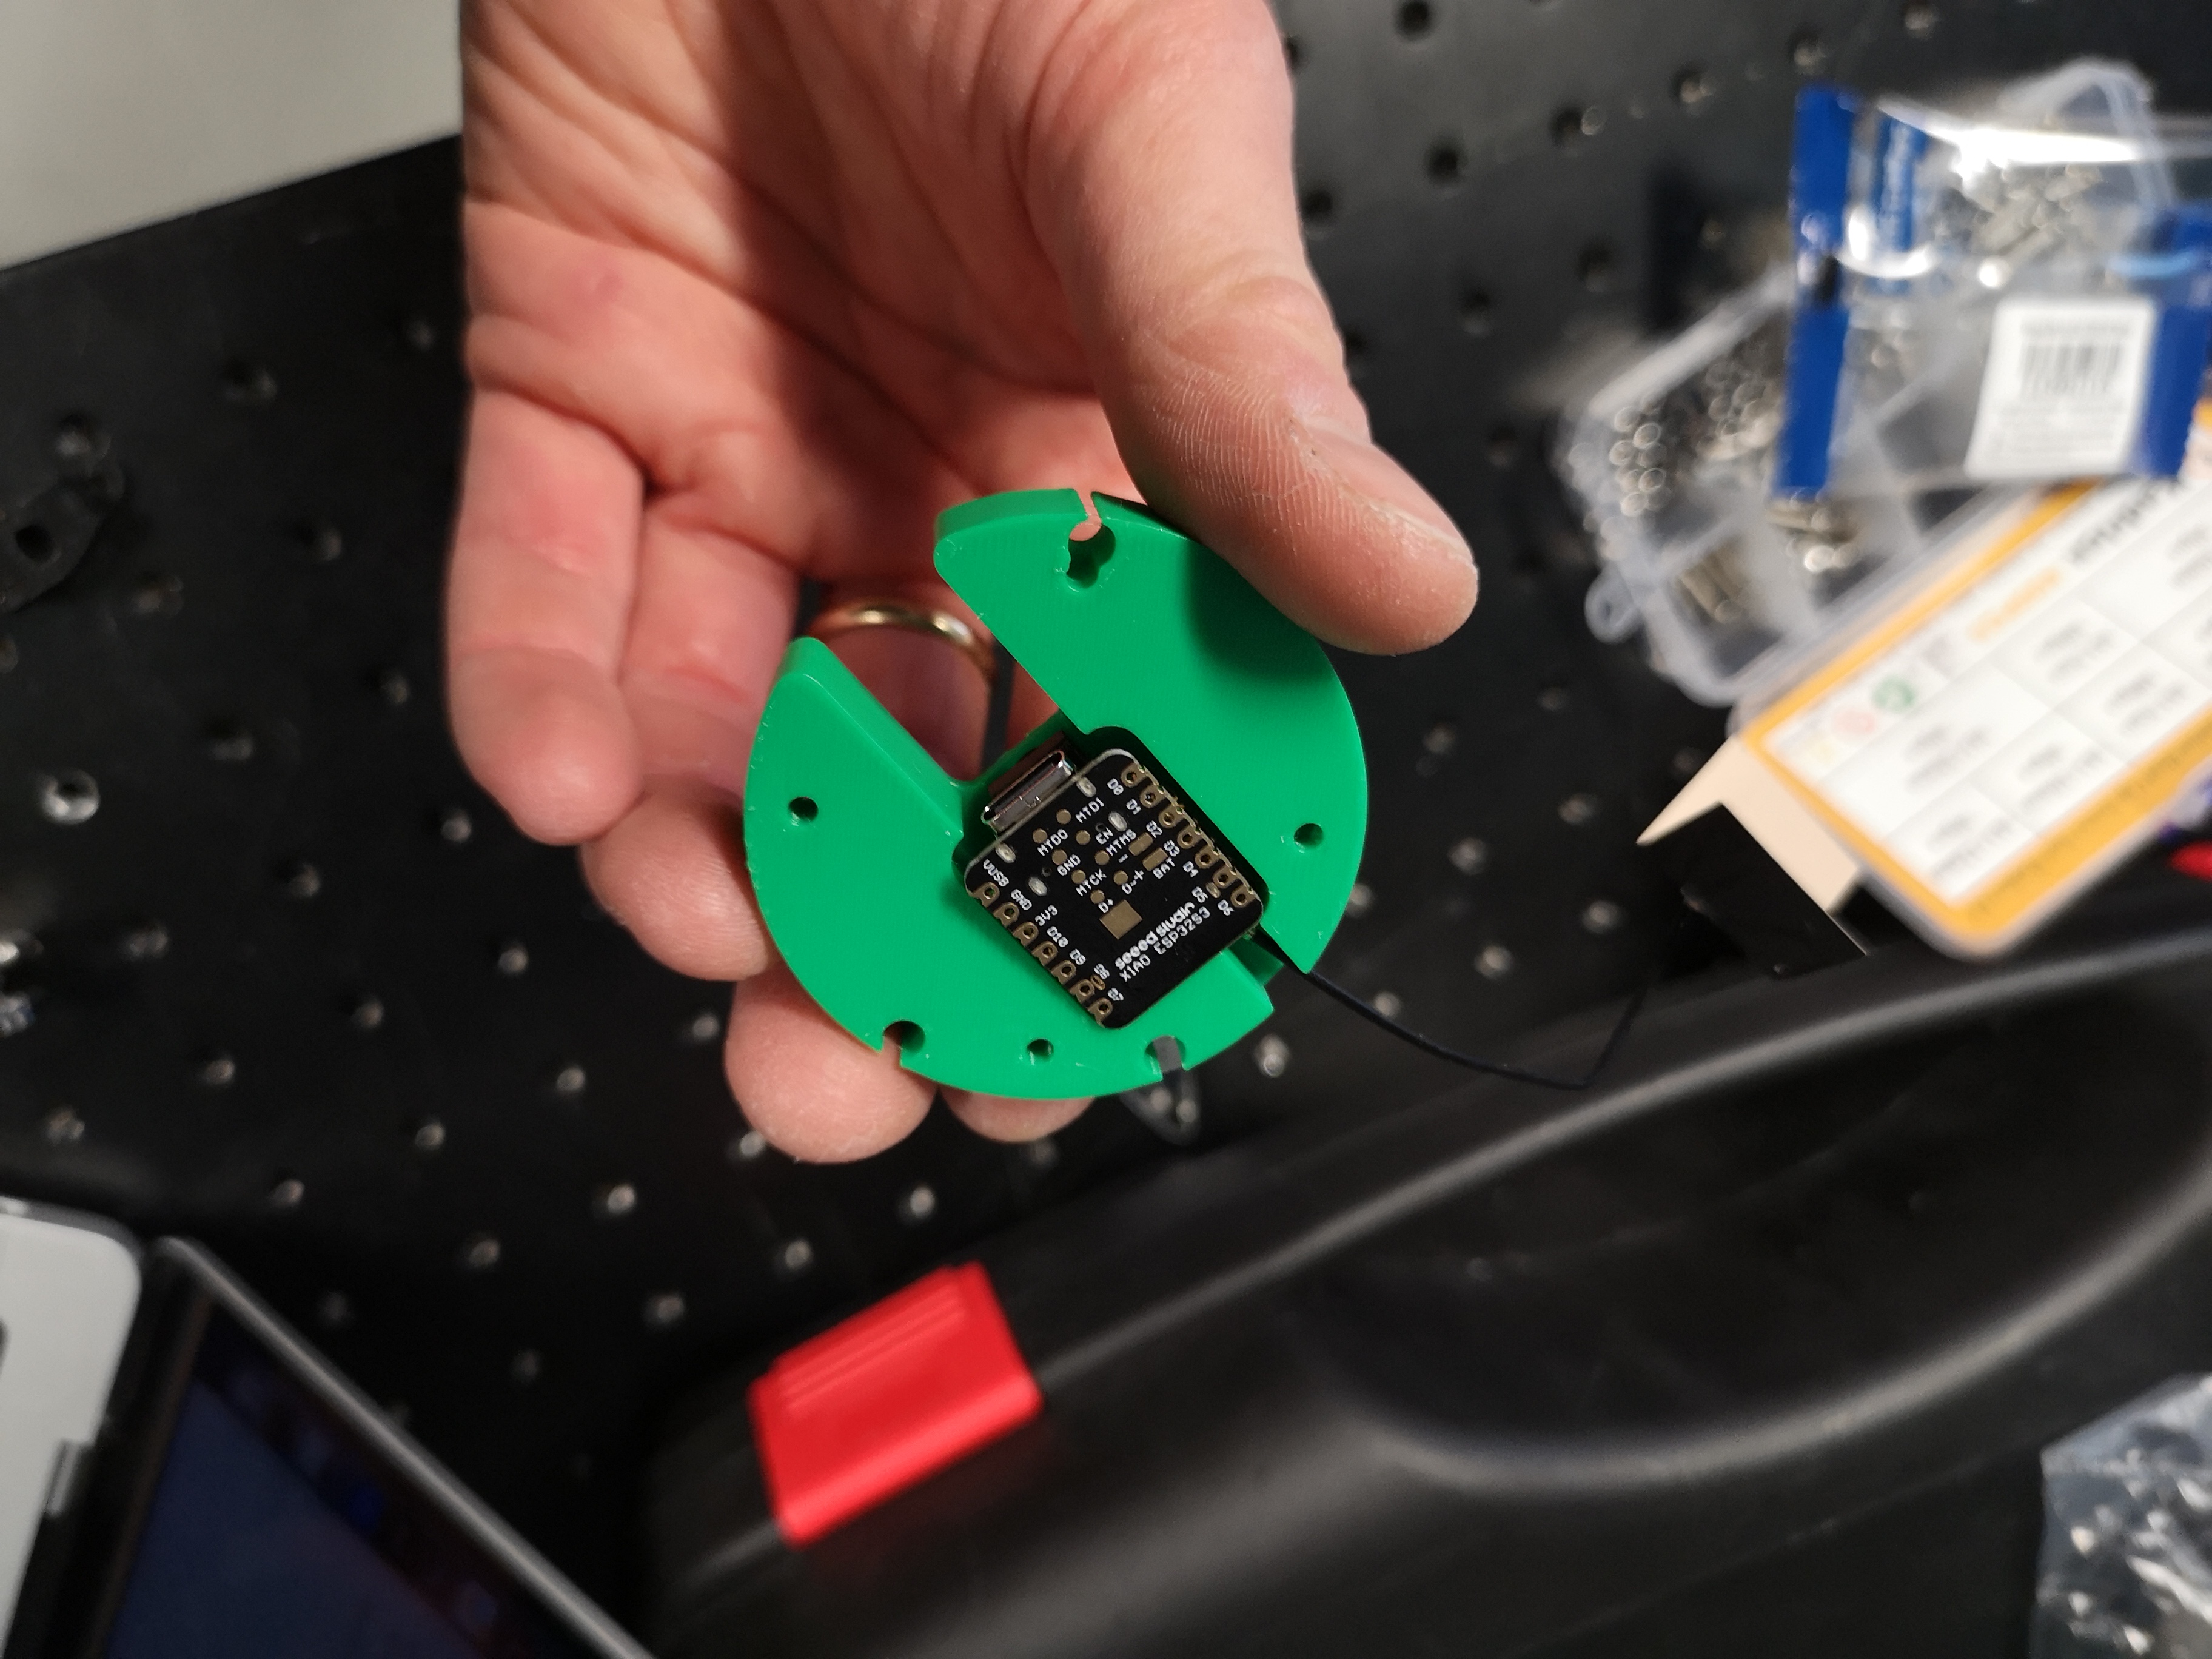 D0
D1
D2
D3
D4
D5
D6
MTDI
MTDO
EN
MTMS
GND
MTCK
D-
D+
- +
BAT
VUSB
GND
3V3
D10
D9
D8
D7
seeed studio
XIAO ESP32S3